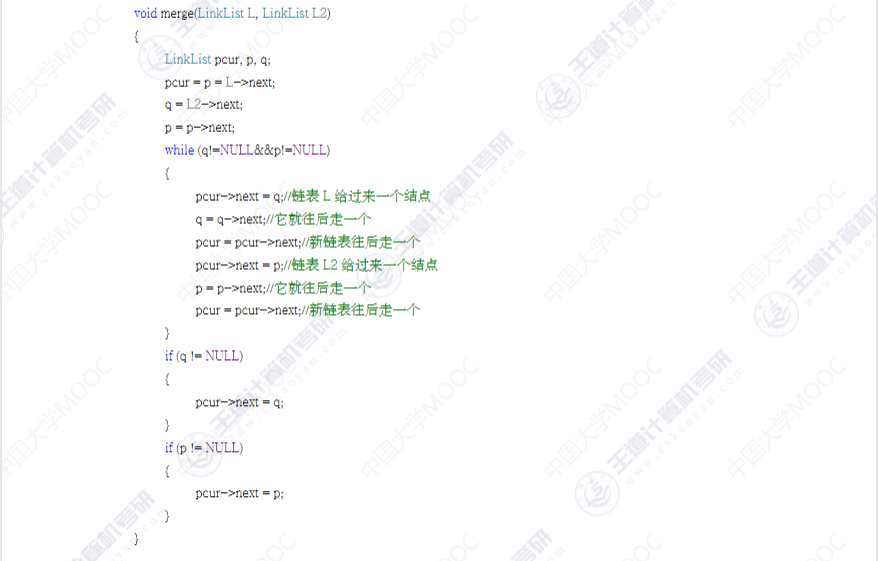 void merge(LinkList L, LinkList L2)
{
LinkList pcur, p, q;
pcur = p = L->next;
q = L2->next;
p = p->next;
while (q!=NULL&&p!=NULL)
{
pcur->next = q;//链表 L 给过来一个结点
q = q->next;//它就往后走一个
pcur = pcur->next;//新链表往后走一个
pcur->next = p;//链表 L2 给过来一个结点
p = p->next;//它就往后走一个
pcur = pcur->next;//新链表往后走一个
}
if (q != NULL)
{
pcur->next = q;
}
if (p != NULL)
{
pcur->next = p;
}
}
中国大学MOOC
王道计算机考研
www.cskaoyan.com